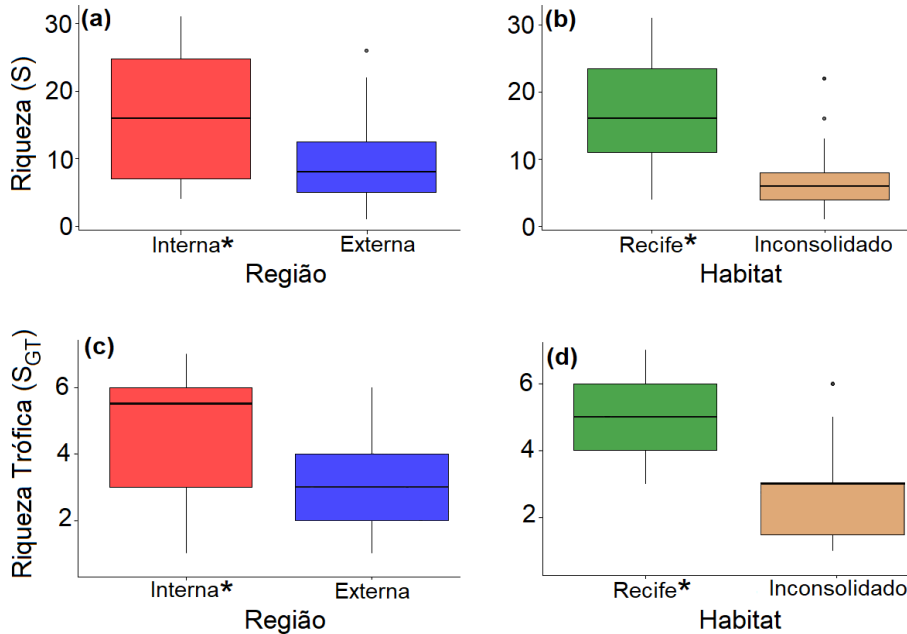 (a)
Riqueza (S)
30
20
10
0
Interna* Externa
Região
(b)
30
20
10
0
Recife* Inconsolidado
Habitat
(c)
Riqueza Trófica (S_GT)
6
4
2
Interna* Externa
Região
(d)
6
4
2
Recife* Inconsolidado
Habitat